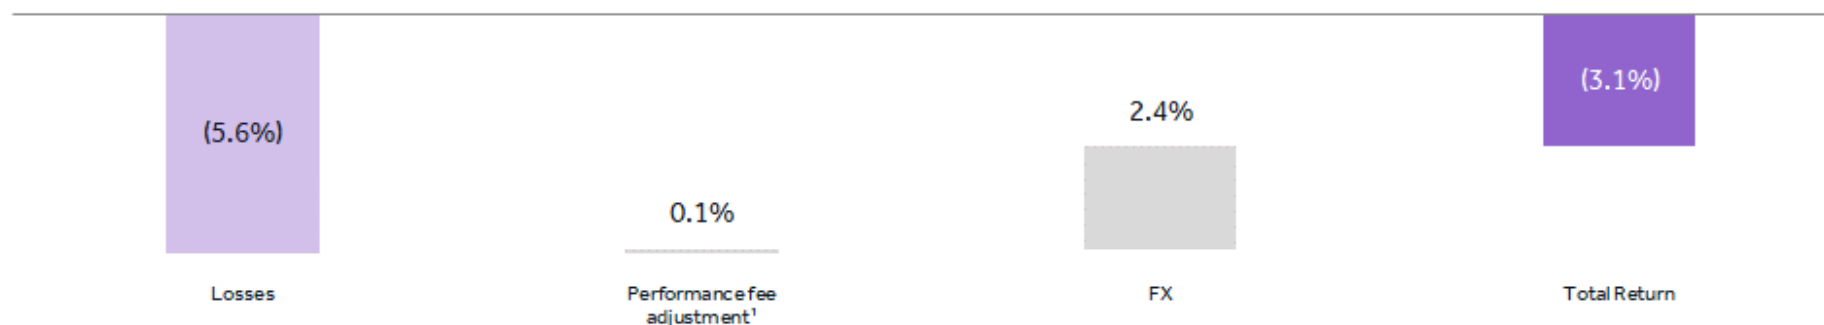 (5.6%)
0.1%
2.4%
(3.1%)
Losses
Performance fee
adjustment¹
FX
Total Return